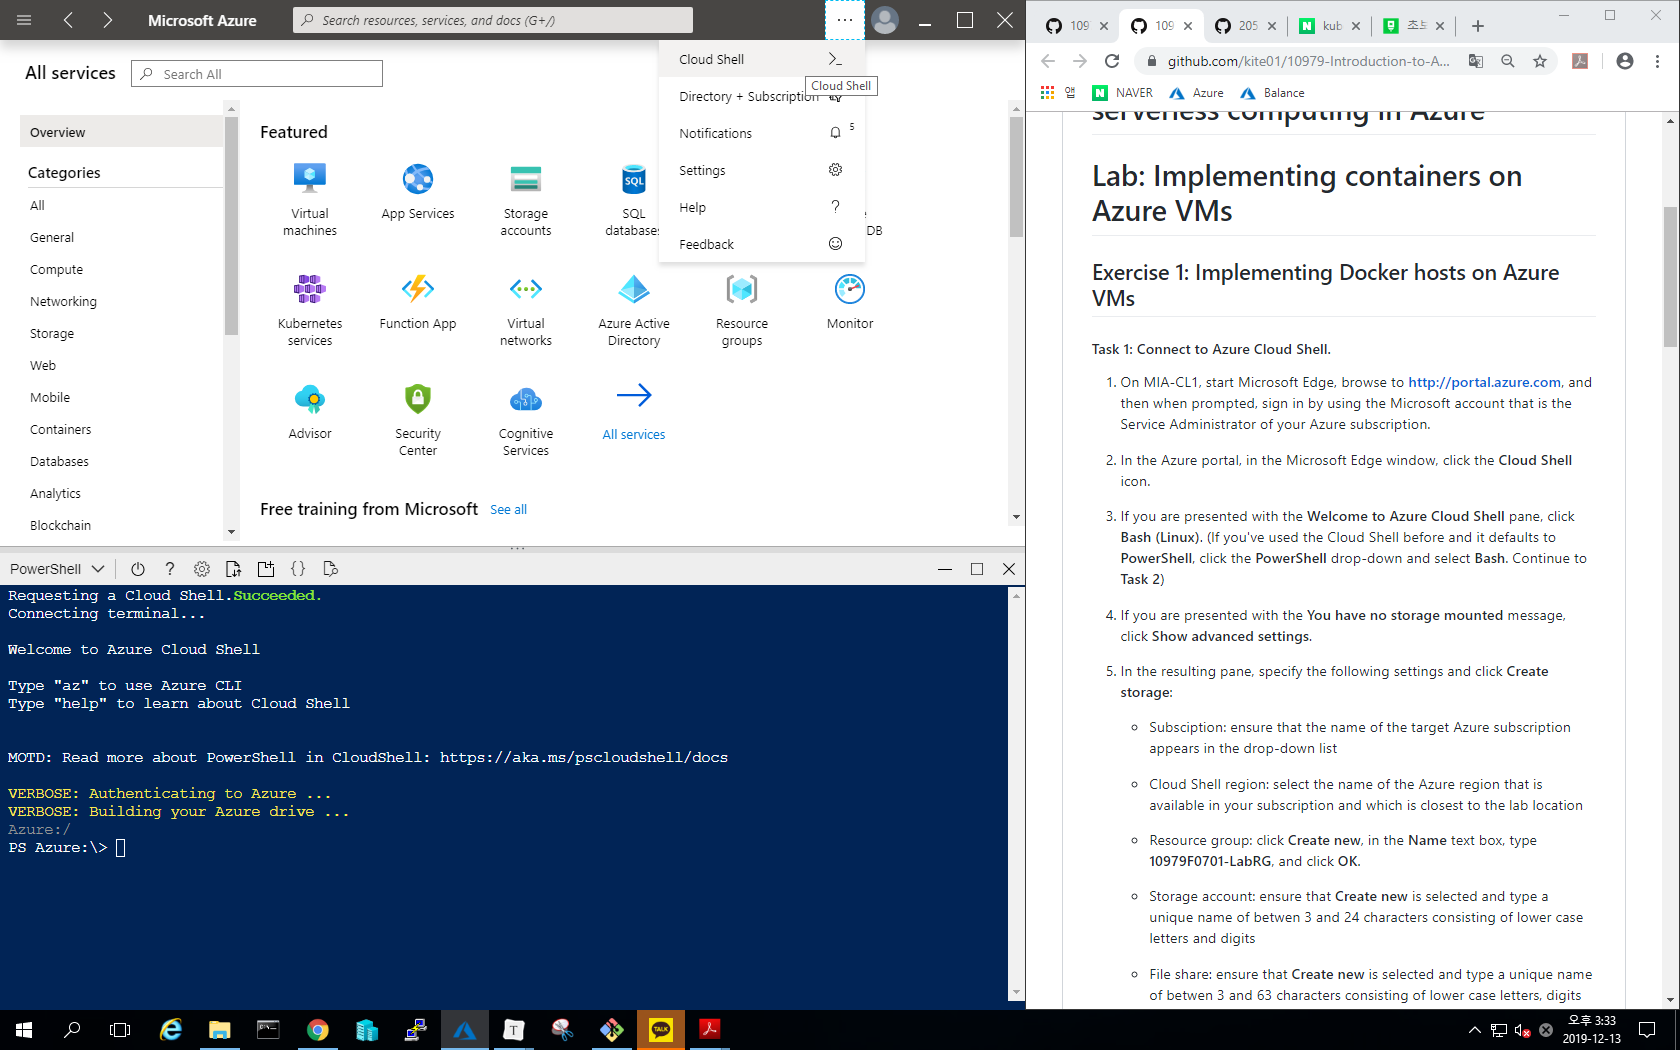 Microsoft Azure
Search resources, services, and docs (G+/)
All services
Search All
Overview
Categories
All
General
Compute
Networking
Storage
Web
Mobile
Containers
Databases
Analytics
Blockchain
Featured
Virtual
machines
App Services
Storage
accounts
SQL
SQL
databases
DB
Kubernetes
services
Function App
Virtual
networks
Azure Active
Directory
Resource
groups
Monitor
Advisor
Security
Center
Cognitive
Services
All services
Free training from Microsoft See all
Cloud Shell
Cloud Shell
Directory + Subscription
Notifications 5
Settings
Help ?
Feedback
PowerShell
?
Requesting a Cloud Shell.Succeeded.
Connecting terminal...
Welcome to Azure Cloud Shell
Type "az" to use Azure CLI
Type "help" to learn about Cloud Shell
MOTD: Read more about PowerShell in CloudShell: https://aka.ms/pscloudshell/docs
VERBOSE: Authenticating to Azure ...
VERBOSE: Building your Azure drive ...
Azure:/
PS Azure:\>
109
109
205
kub
초보
github.com/kite01/10979-Introduction-to-A...
앱
NAVER
Azure
Balance
serverless computing in Azure
Lab: Implementing containers on
Azure VMs
Exercise 1: Implementing Docker hosts on Azure
VMs
Task 1: Connect to Azure Cloud Shell.
1. On MIA-CL1, start Microsoft Edge, browse to http://portal.azure.com, and
then when prompted, sign in by using the Microsoft account that is the
Service Administrator of your Azure subscription.
2. In the Azure portal, in the Microsoft Edge window, click the Cloud Shell
icon.
3. If you are presented with the Welcome to Azure Cloud Shell pane, click
Bash (Linux). (If you've used the Cloud Shell before and it defaults to
PowerShell, click the PowerShell drop-down and select Bash. Continue to
Task 2)
4. If you are presented with the You have no storage mounted message,
click Show advanced settings.
5. In the resulting pane, specify the following settings and click Create
storage:
Subsciption: ensure that the name of the target Azure subscription
appears in the drop-down list
Cloud Shell region: select the name of the Azure region that is
available in your subscription and which is closest to the lab location
Resource group: click Create new, in the Name text box, type
10979F0701-LabRG, and click OK.
Storage account: ensure that Create new is selected and type a
unique name of betwen 3 and 24 characters consisting of lower case
letters and digits
File share: ensure that Create new is selected and type a unique name
of betwen 3 and 63 characters consisting of lower case letters, digits
TALK
오후 3:33
2019-12-13